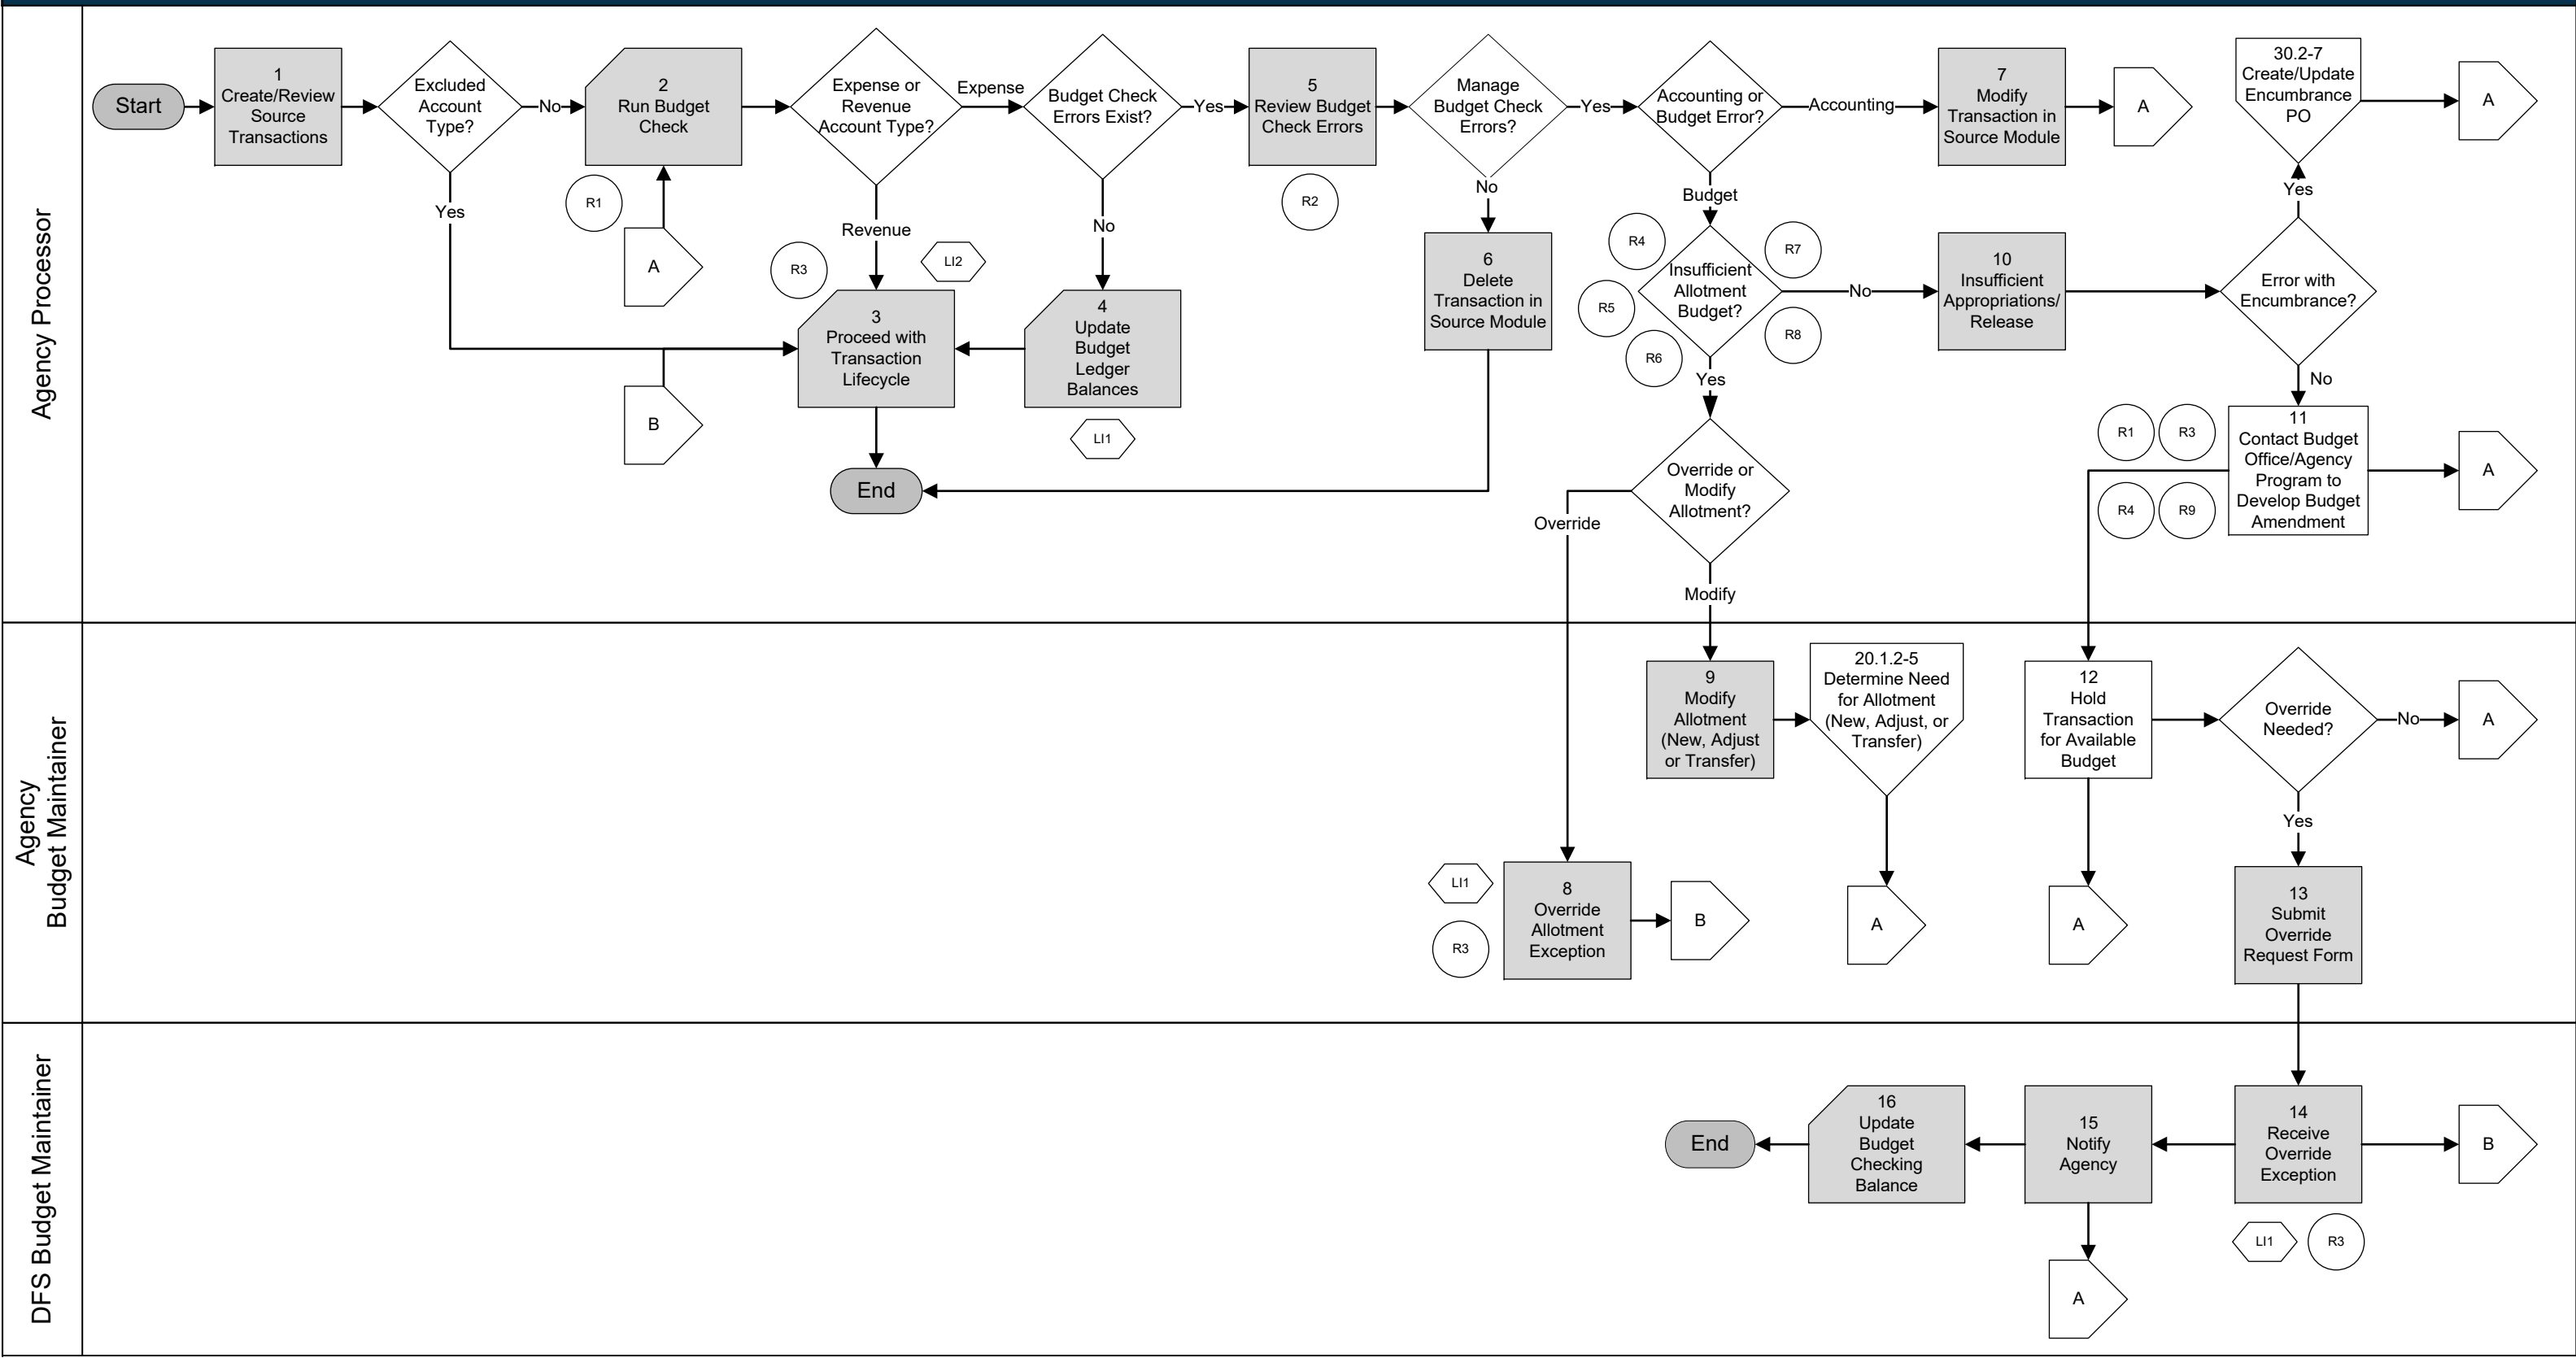 Agency Processor
Start
1
Create/Review
Source
Transactions
Excluded
Account
Type?
No
Yes
2
Run Budget
Check
R1
A
B
Expense or
Revenue
Account Type?
Expense
Revenue
R3
LI2
3
Proceed with
Transaction
Lifecycle
End
Budget Check
Errors Exist?
Yes
No
4
Update
Budget
Ledger
Balances
LI1
5
Review Budget
Check Errors
R2
Manage
Budget Check
Errors?
Yes
No
6
Delete
Transaction in
Source Module
Accounting or
Budget Error?
Accounting
Budget
7
Modify
Transaction in
Source Module
A
R4
R5
R6
R7
R8
Insufficient
Allotment
Budget?
No
Yes
10
Insufficient
Appropriations/
Release
Error with
Encumbrance?
Yes
No
30.2-7
Create/Update
Encumbrance
PO
A
Override or
Modify
Allotment?
Override
Modify
R1
R3
R4
R9
11
Contact Budget
Office/Agency
Program to
Develop Budget
Amendment
A
Agency
Budget Maintainer
9
Modify
Allotment
(New, Adjust
or Transfer)
20.1.2-5
Determine Need
for Allotment
(New, Adjust, or
Transfer)
A
12
Hold
Transaction
for Available
Budget
A
Override
Needed?
No
A
Yes
LI1
R3
8
Override
Allotment
Exception
B
13
Submit
Override
Request Form
DFS Budget Maintainer
End
16
Update
Budget
Checking
Balance
15
Notify
Agency
A
14
Receive
Override
Exception
B
LI1
R3